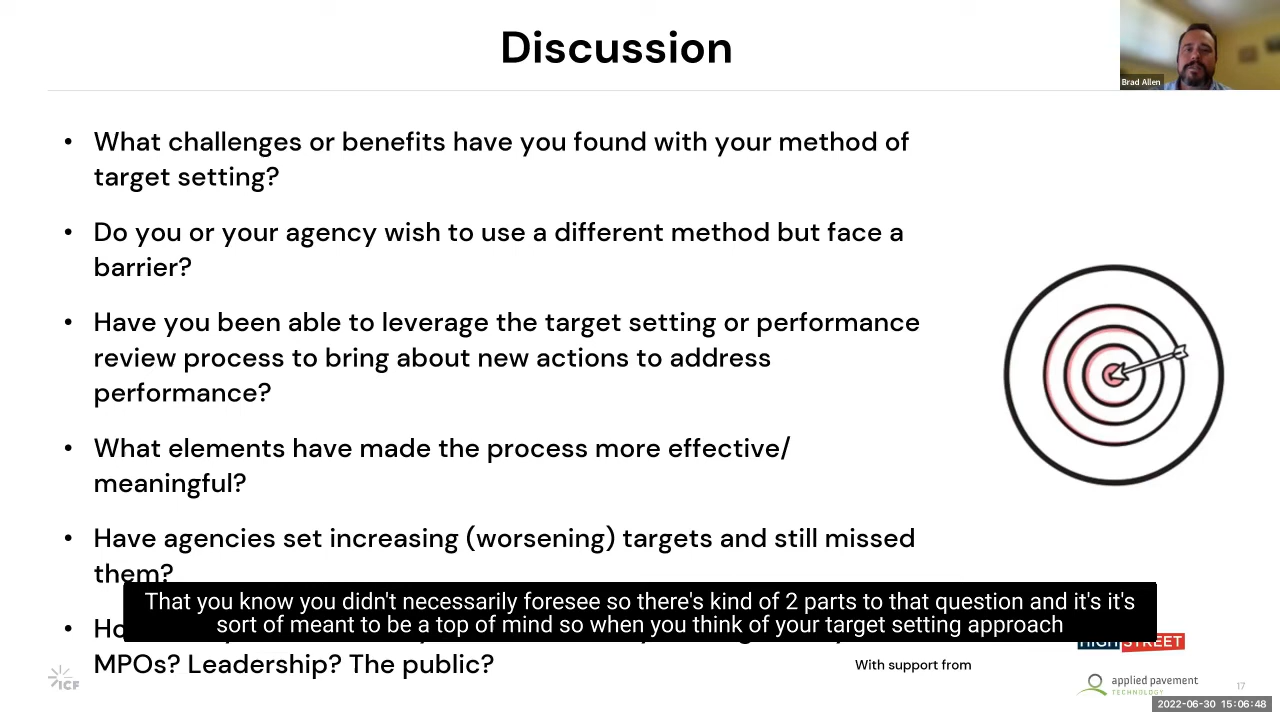 Discussion
Brad Allen
• What challenges or benefits have you found with your method of
target setting?
• Do you or your agency wish to use a different method but face a
barrier?
• Have you been able to leverage the target setting or performance
review process to bring about new actions to address
performance?
• What elements have made the process more effective/
meaningful?
• Have agencies set increasing (worsening) targets and still missed
them?
That you know you didn't necessarily foresee so there's kind of 2 parts to that question and it's it's
sort of meant to be a top of mind so when you think of your target setting approach
MPOs? Leadership? The public?
HIGH STREET
With support from
ICF
applied pavement
TECHNOLOGY
17
2022-06-30 15:06:48